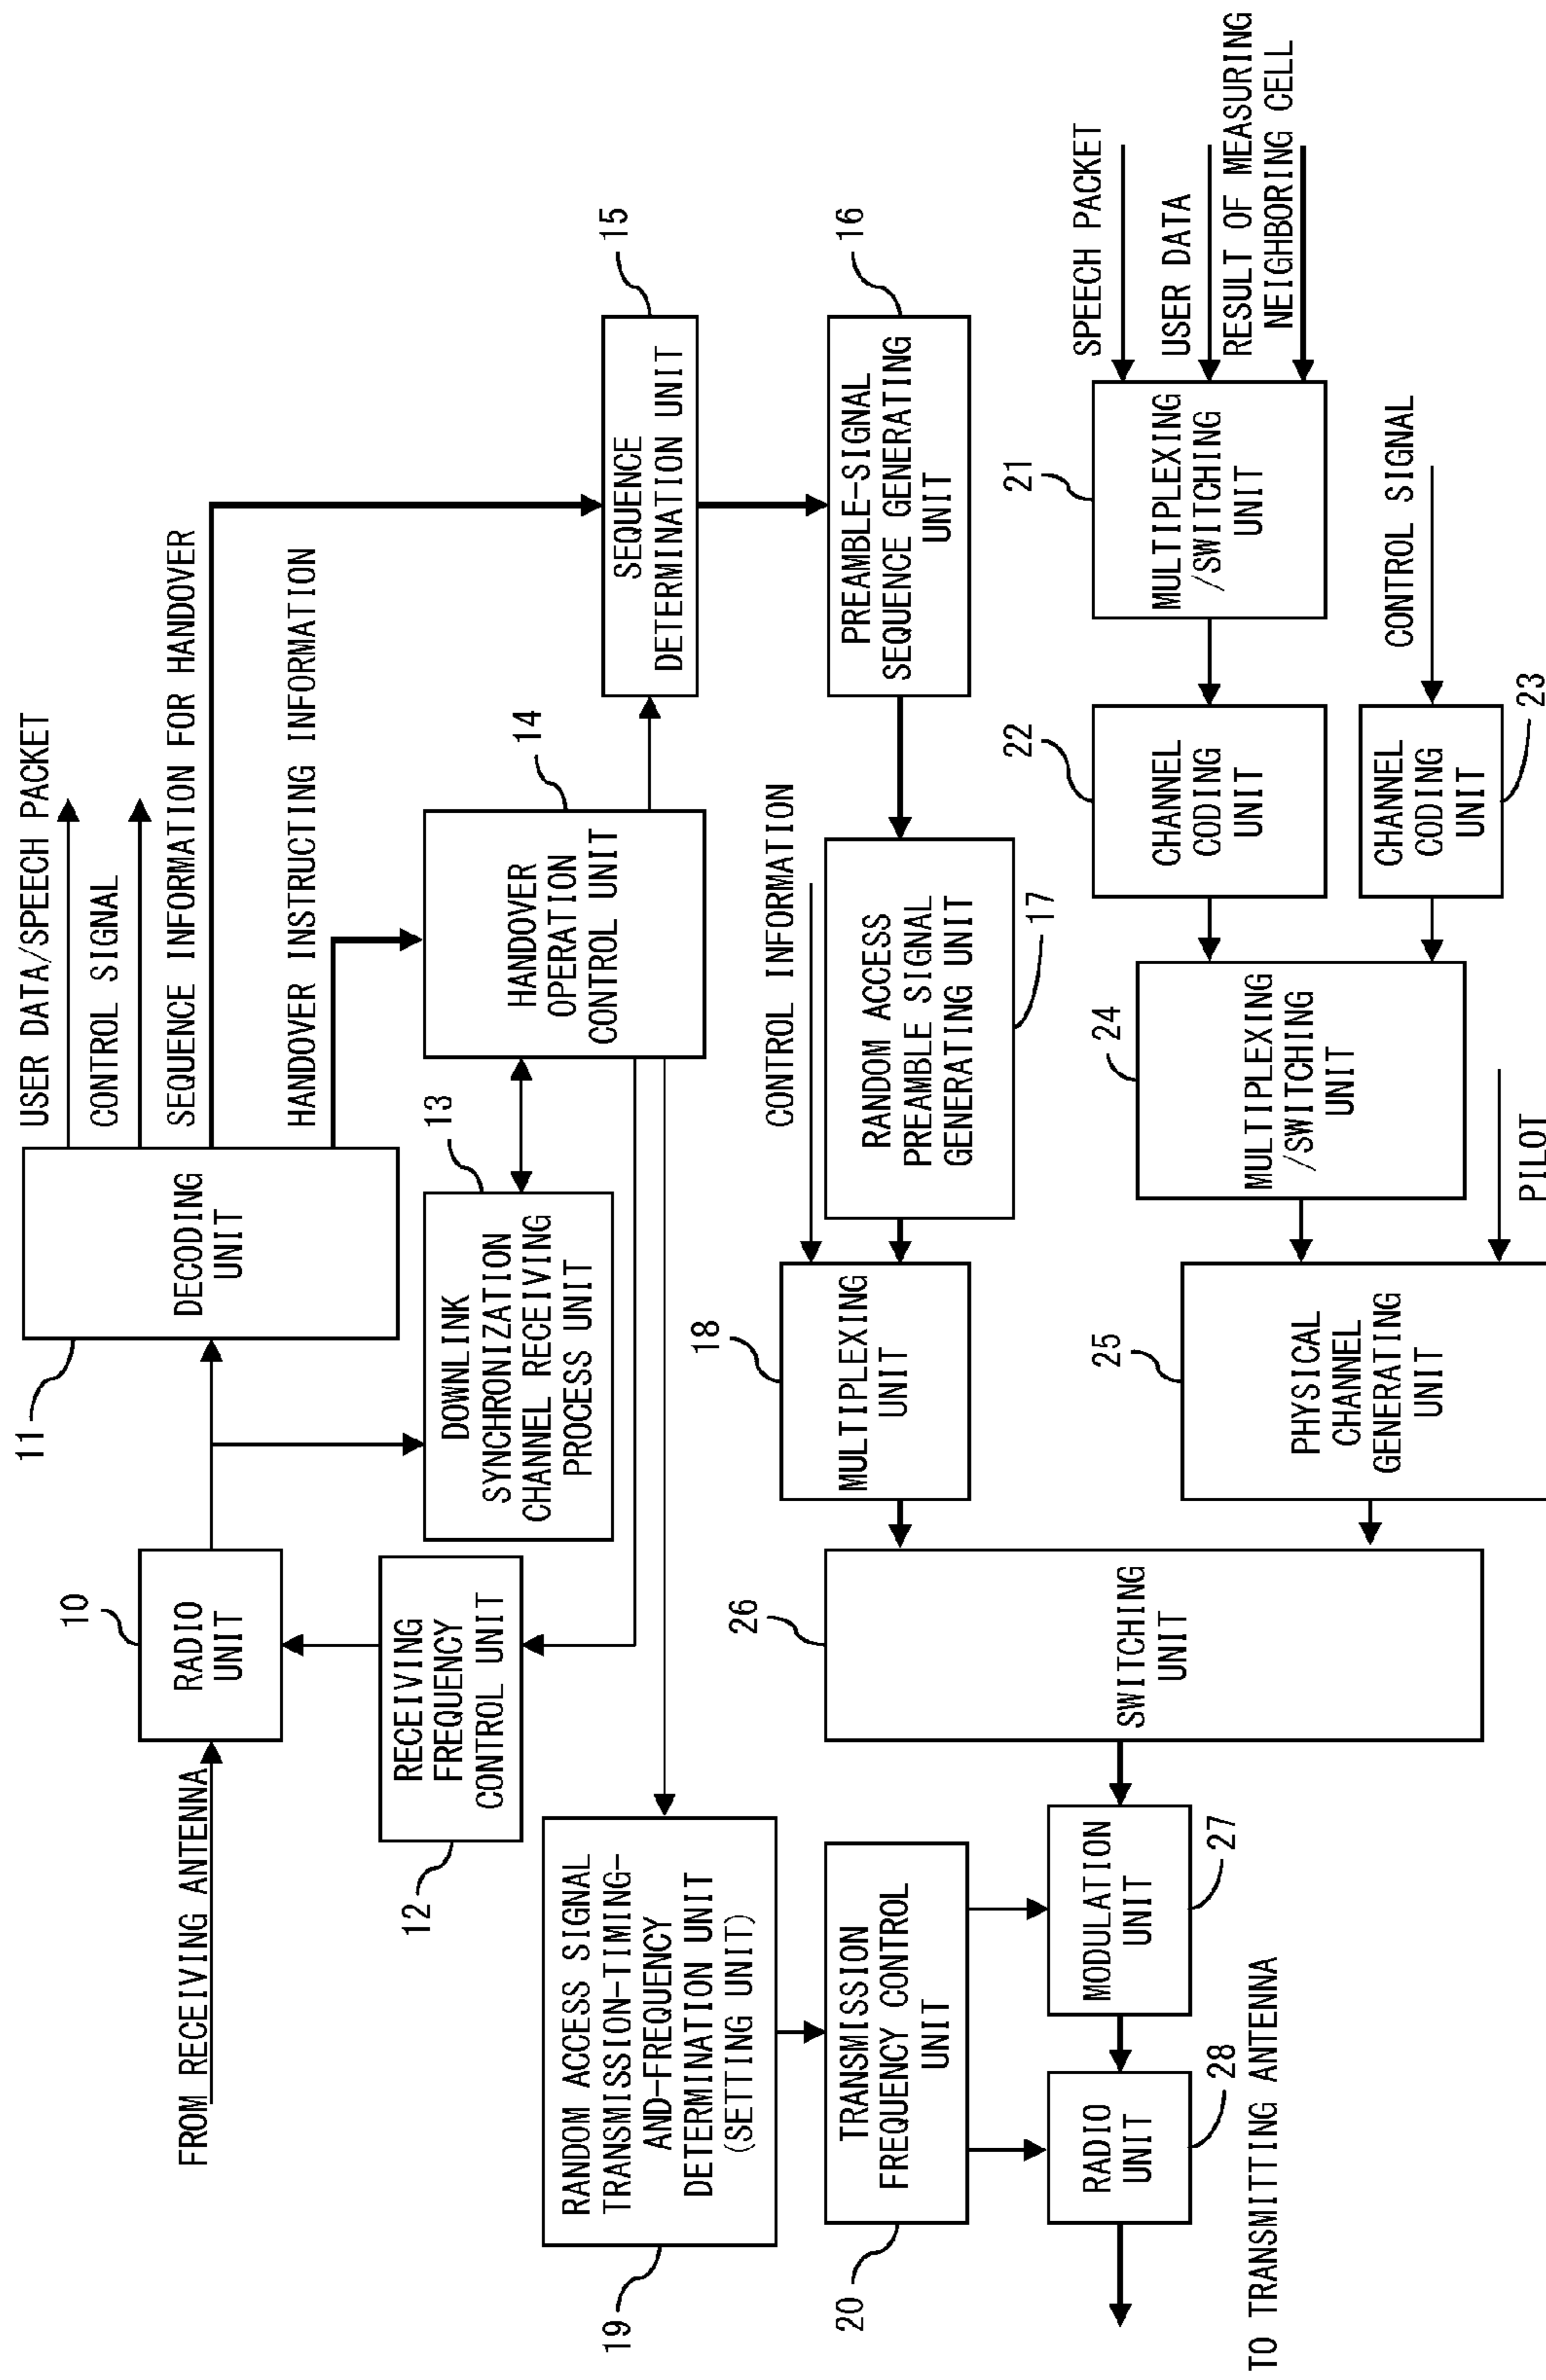 USER DATA/SPEECH PACKET
CONTROL SIGNAL
SEQUENCE INFORMATION FOR HANDOVER
HANDOVER INSTRUCTING INFORMATION
11
DECODING
UNIT
10
RADIO
UNIT
FROM RECEIVING ANTENNA
12
RECEIVING
FREQUENCY
CONTROL UNIT
13
DOWNLINK
SYNCHRONIZATION
CHANNEL RECEIVING
PROCESS UNIT
14
HANDOVER
OPERATION
CONTROL UNIT
15
SEQUENCE
DETERMINATION UNIT
19
RANDOM ACCESS SIGNAL
TRANSMISSION-TIMING-
AND-FREQUENCY
DETERMINATION UNIT
(SETTING UNIT)
16
PREAMBLE-SIGNAL
SEQUENCE GENERATING
UNIT
CONTROL INFORMATION
17
RANDOM ACCESS
PREAMBLE SIGNAL
GENERATING UNIT
18
MULTIPLEXING
UNIT
20
TRANSMISSION
FREQUENCY CONTROL
UNIT
26
SWITCHING
UNIT
27
MODULATION
UNIT
28
RADIO
UNIT
TO TRANSMITTING ANTENNA
SPEECH PACKET
USER DATA
RESULT OF MEASURING
NEIGHBORING CELL
21
MULTIPLEXING
/SWITCHING
UNIT
22
CHANNEL
CODING
UNIT
CONTROL SIGNAL
23
CHANNEL
CODING
UNIT
24
MULTIPLEXING
/SWITCHING
UNIT
25
PHYSICAL
CHANNEL
GENERATING
UNIT
PILOT